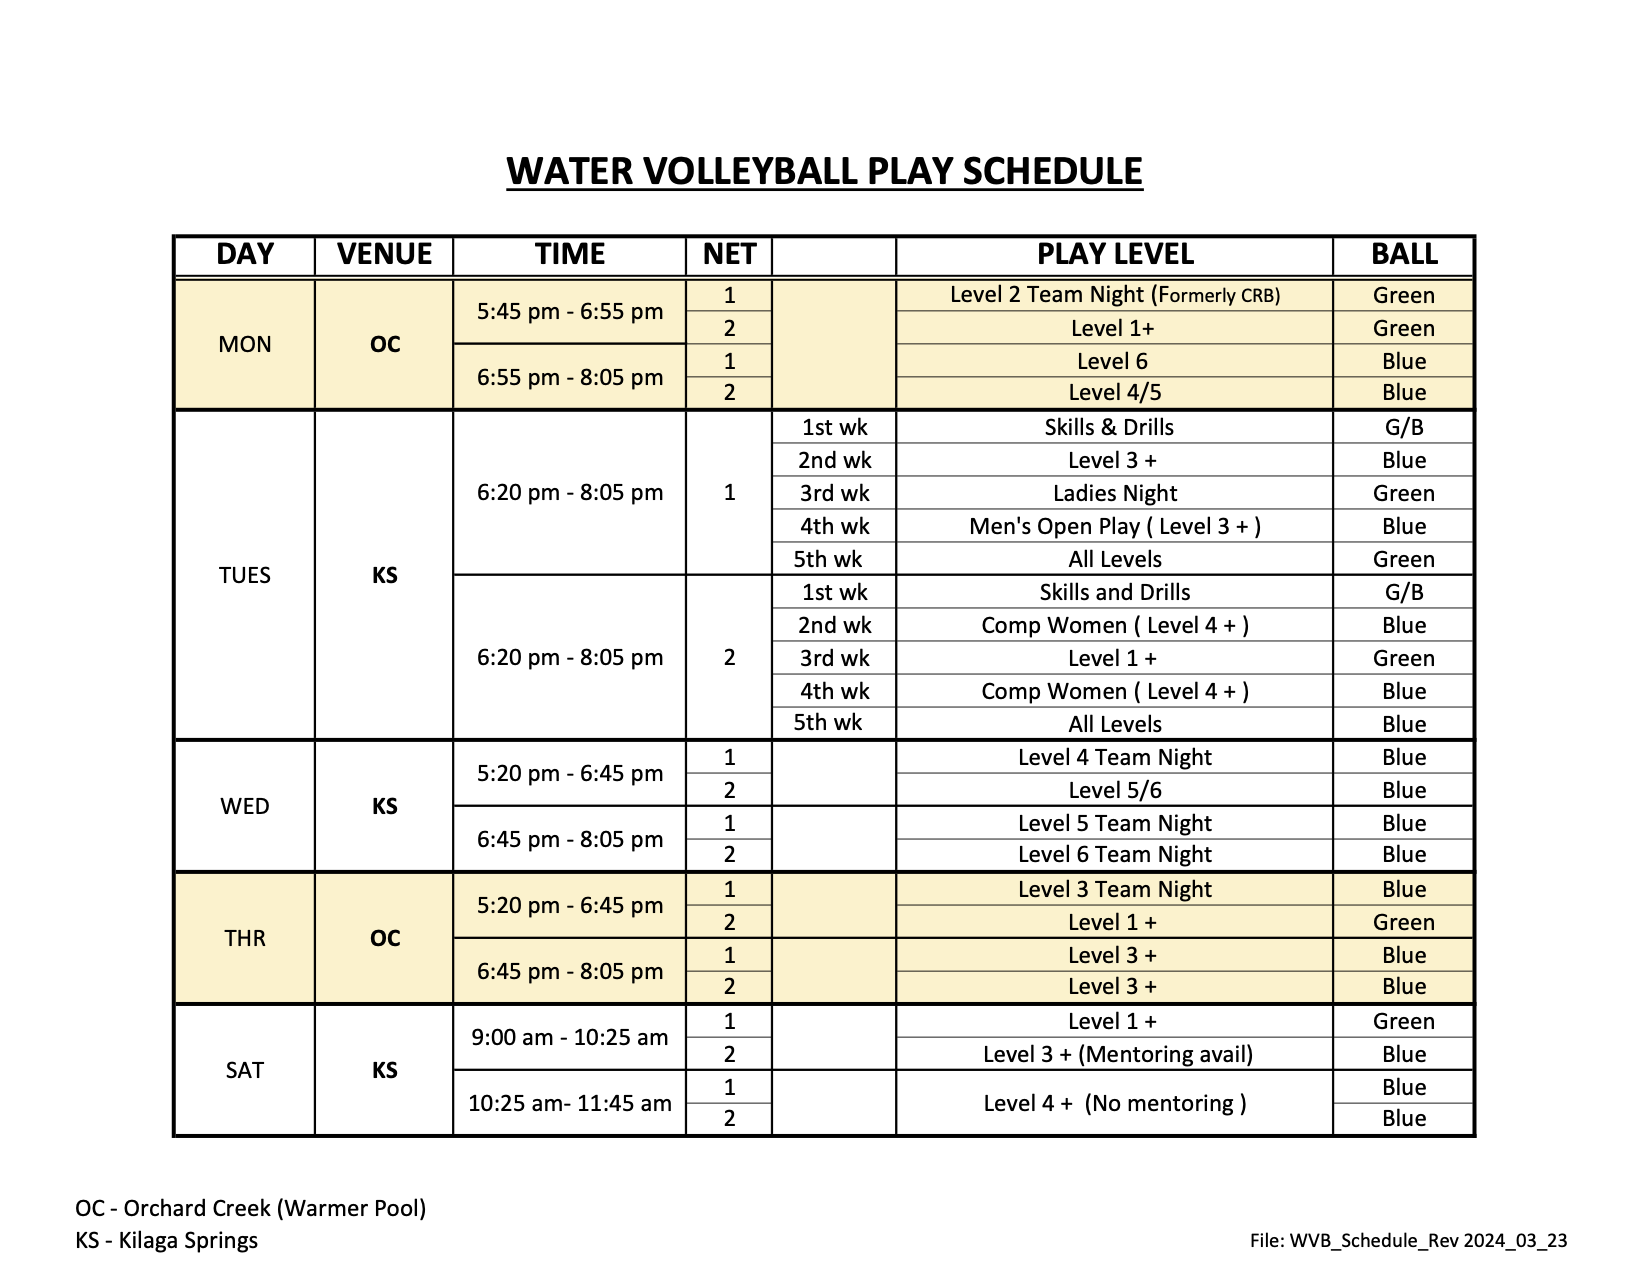 WATER VOLLEYBALL PLAY SCHEDULE
DAY VENUE TIME NET PLAY LEVEL BALL
MON OC 5:45 pm - 6:55 pm 1 Level 2 Team Night (Formerly CRB) Green
2 Level 1+ Green
6:55 pm - 8:05 pm 1 Level 6 Blue
2 Level 4/5 Blue
TUES KS 6:20 pm - 8:05 pm 1 1st wk Skills & Drills G/B
2nd wk Level 3 + Blue
3rd wk Ladies Night Green
4th wk Men's Open Play ( Level 3 + ) Blue
5th wk All Levels Green
6:20 pm - 8:05 pm 2 1st wk Skills and Drills G/B
2nd wk Comp Women ( Level 4 + ) Blue
3rd wk Level 1 + Green
4th wk Comp Women ( Level 4 + ) Blue
5th wk All Levels Blue
WED KS 5:20 pm - 6:45 pm 1 Level 4 Team Night Blue
2 Level 5/6 Blue
6:45 pm - 8:05 pm 1 Level 5 Team Night Blue
2 Level 6 Team Night Blue
THR OC 5:20 pm - 6:45 pm 1 Level 3 Team Night Blue
2 Level 1 + Green
6:45 pm - 8:05 pm 1 Level 3 + Blue
2 Level 3 + Blue
SAT KS 9:00 am - 10:25 am 1 Level 1 + Green
2 Level 3 + (Mentoring avail) Blue
10:25 am- 11:45 am 1 Level 4 + (No mentoring ) Blue
2 Blue
OC - Orchard Creek (Warmer Pool)
KS - Kilaga Springs
File: WVB_Schedule_Rev 2024_03_23